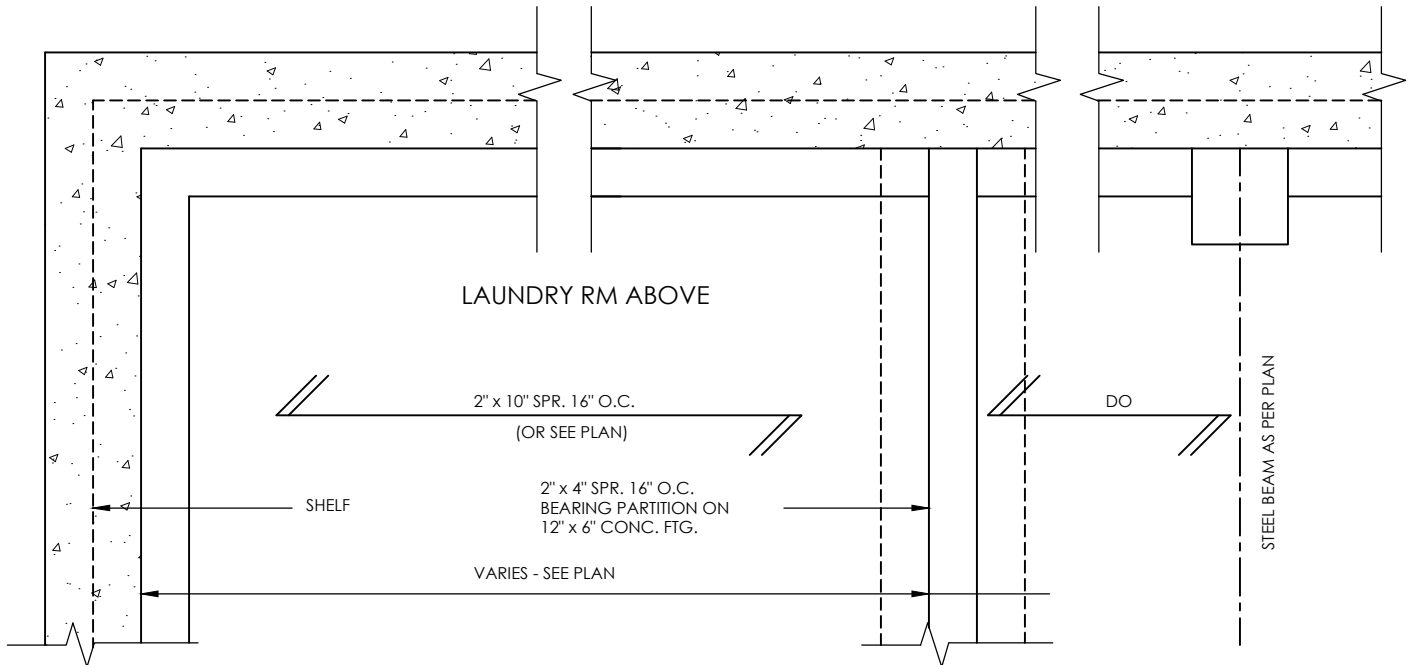 LAUNDRY RM ABOVE
2" x 10" SPR. 16" O.C.
(OR SEE PLAN)
DO
STEEL BEAM AS PER PLAN
SHELF
2" x 4" SPR. 16" O.C.
BEARING PARTITION ON
12" x 6" CONC. FTG.
VARIES - SEE PLAN